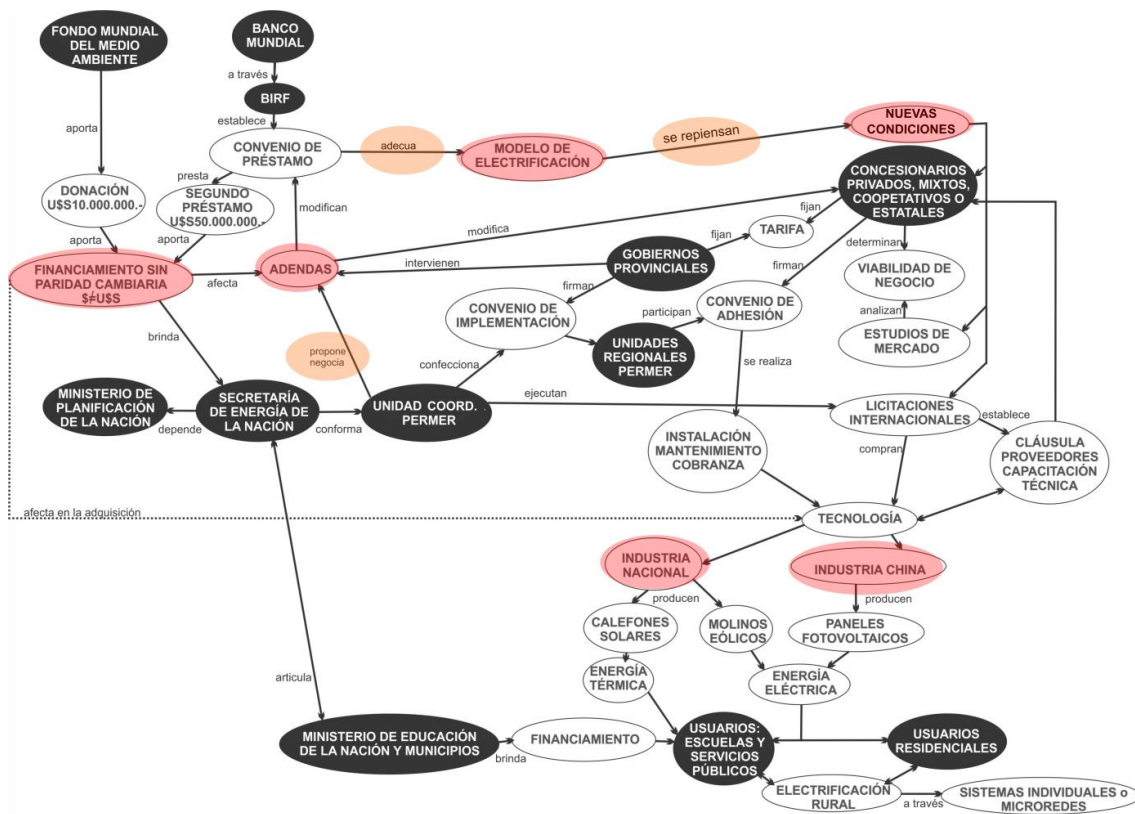 FONDO MUNDIAL
DEL MEDIO
AMBIENTE
BANCO
MUNDIAL
a través
BIRF
aporta
establece
CONVENIO DE
PRÉSTAMO
adecua
MODELO DE
ELECTRIFICACIÓN
se repiensan
NUEVAS
CONDICIONES
presta
DONACIÓN
U$S10.000.000.-
SEGUNDO
PRÉSTAMO
U$S50.000.000.-
modifican
CONCESIONARIOS
PRIVADOS, MIXTOS,
COOPETATIVOS O
ESTATALES
fijan
TARIFA
fijan
modifica
aporta
aporta
FINANCIAMIENTO SIN
PARIDAD CAMBIARIA
$≠U$S
afecta
ADENDAS
intervienen
GOBIERNOS
PROVINCIALES
determinan
firman
VIABILIDAD DE
NEGOCIO
firman
CONVENIO DE
IMPLEMENTACIÓN
participan
CONVENIO DE
ADHESIÓN
analizan
ESTUDIOS DE
MERCADO
brinda
propone
negocia
confecciona
UNIDADES
REGIONALES
PERMER
se realiza
MINISTERIO DE
PLANIFICACIÓN
DE LA NACIÓN
depende
SECRETARÍA
DE ENERGÍA DE
LA NACIÓN
conforma
UNIDAD COORD.
PERMER
ejecutan
LICITACIONES
INTERNACIONALES
establece
INSTALACIÓN
MANTENIMIENTO
COBRANZA
compran
CLÁUSULA
PROVEEDORES
CAPACITACIÓN
TÉCNICA
afecta en la adquisición
TECNOLOGÍA
INDUSTRIA
NACIONAL
INDUSTRIA CHINA
producen
producen
CALEFONES
SOLARES
MOLINOS
EÓLICOS
PANELES
FOTOVOLTAICOS
ENERGÍA
TÉRMICA
ENERGÍA
ELÉCTRICA
articula
MINISTERIO DE EDUCACIÓN
DE LA NACIÓN Y MUNICIPIOS
brinda
FINANCIAMIENTO
USUARIOS:
ESCUELAS Y
SERVICIOS
PÚBLICOS
USUARIOS
RESIDENCIALES
ELECTRIFICACIÓN
RURAL
a través
SISTEMAS INDIVIDUALES o
MICROREDES